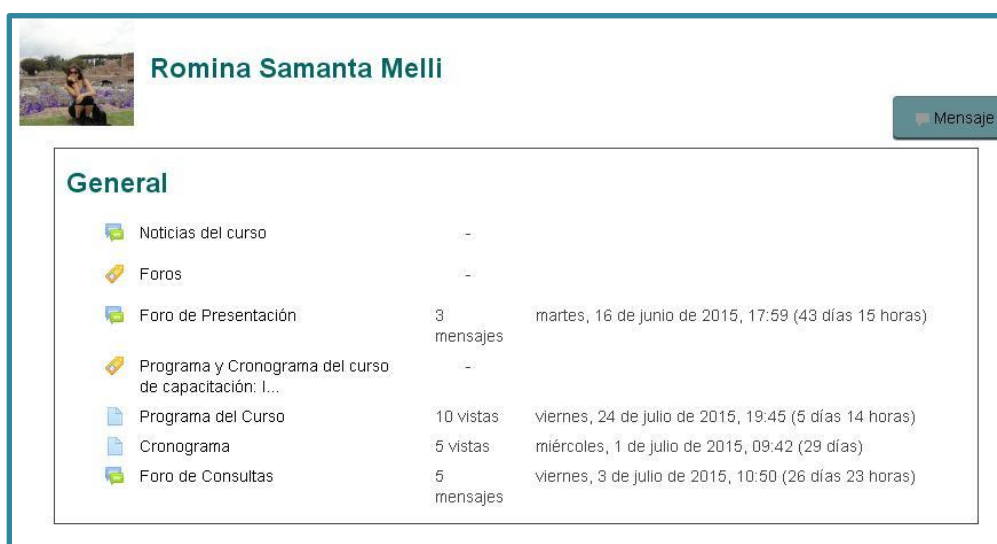 Romina Samanta Melli
Mensaje
General
Noticias del curso -
Foros -
Foro de Presentación 3 mensajes martes, 16 de junio de 2015, 17:59 (43 días 15 horas)
Programa y Cronograma del curso -
de capacitación: I...
Programa del Curso 10 vistas viernes, 24 de julio de 2015, 19:45 (5 días 14 horas)
Cronograma 5 vistas miércoles, 1 de julio de 2015, 09:42 (29 días)
Foro de Consultas 5 mensajes viernes, 3 de julio de 2015, 10:50 (26 días 23 horas)